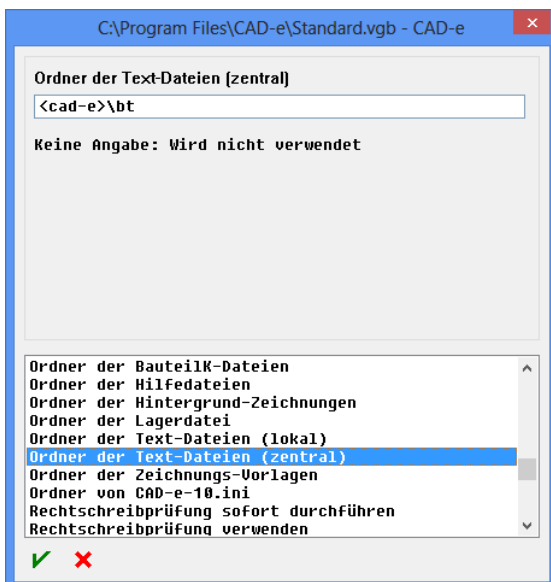 C:\Program Files\CAD-e\Standard.vgb - CAD-e
Ordner der Text-Dateien (zentral)
<cad-e>\bt
Keine Angabe: Wird nicht verwendet
Ordner der BauteilK-Dateien
Ordner der Hilfedateien
Ordner der Hintergrund-Zeichnungen
Ordner der Lagerdatei
Ordner der Text-Dateien (lokal)
Ordner der Text-Dateien (zentral)
Ordner der Zeichnungs-Vorlagen
Ordner von CAD-e-10.ini
Rechtschreibprüfung sofort durchführen
Rechtschreibprüfung verwenden